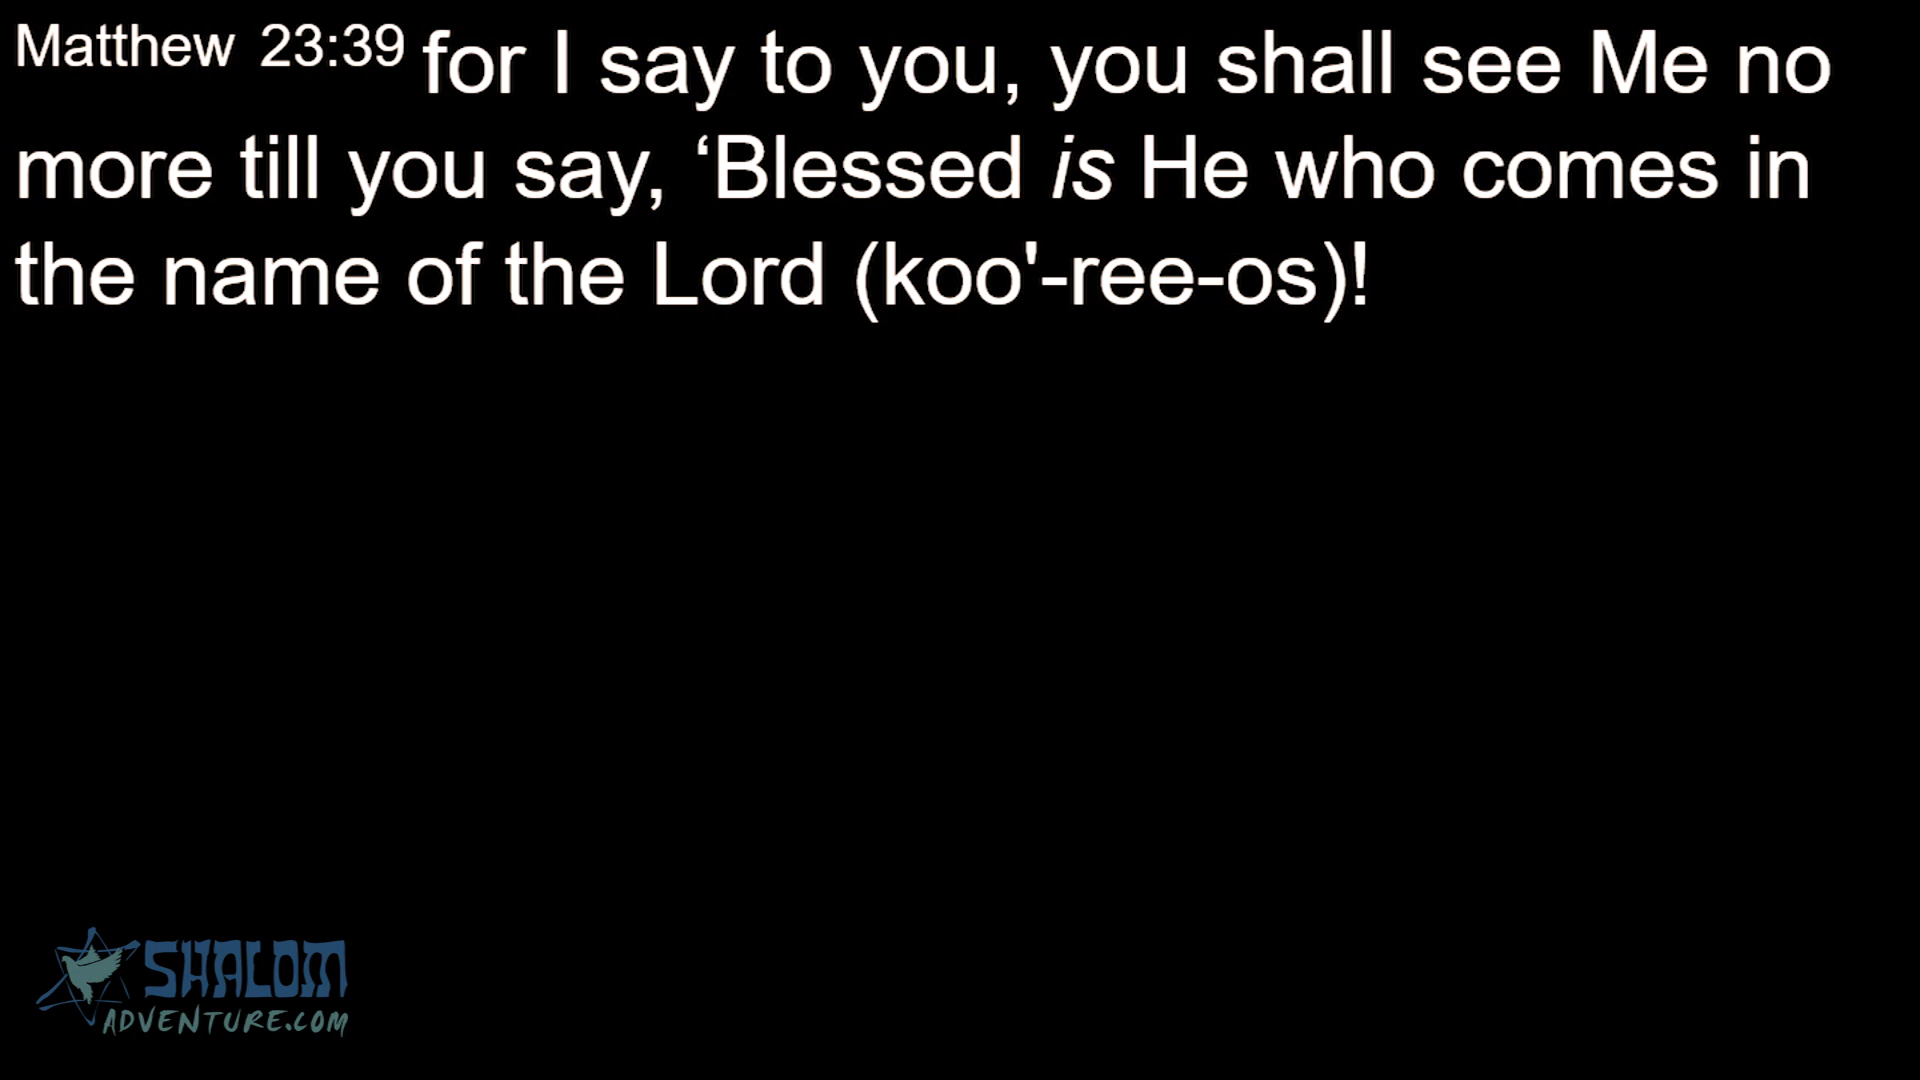 Matthew 23:39 for I say to you, you shall see Me no
more till you say, ‘Blessed is He who comes in
the name of the Lord (koo'-ree-os)!
SHALOM
ADVENTURE.COM